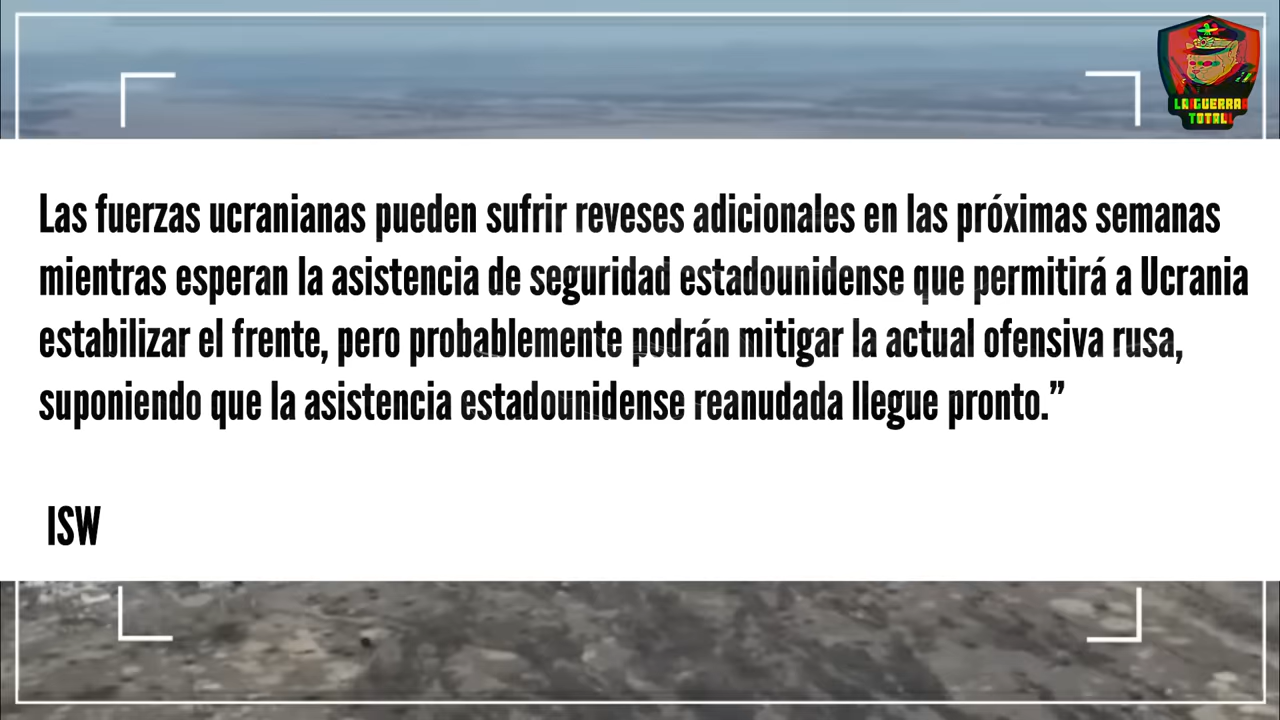 LA GUERRA
TOTAL
Las fuerzas ucranianas pueden sufrir reveses adicionales en las próximas semanas
mientras esperan la asistencia de seguridad estadounidense que permitirá a Ucrania
estabilizar el frente, pero probablemente podrán mitigar la actual ofensiva rusa,
suponiendo que la asistencia estadounidense reanudada llegue pronto.”
ISW